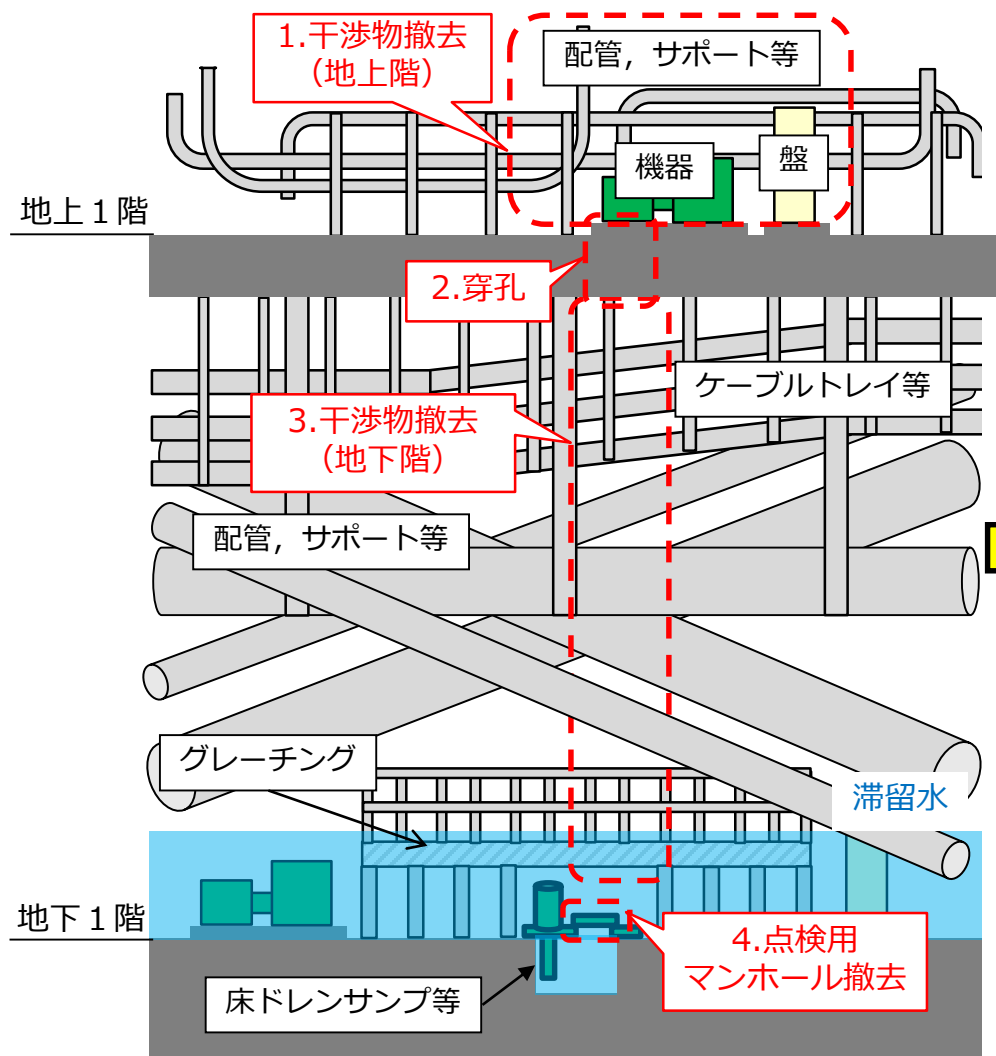 1.干渉物撤去
（地上階）
配管，サポート等
機器
盤
地上１階
2.穿孔
ケーブルトレイ等
3.干渉物撤去
（地下階）
配管，サポート等
グレーチング
滞留水
地下１階
4.点検用
マンホール撤去
床ドレンサンプ等